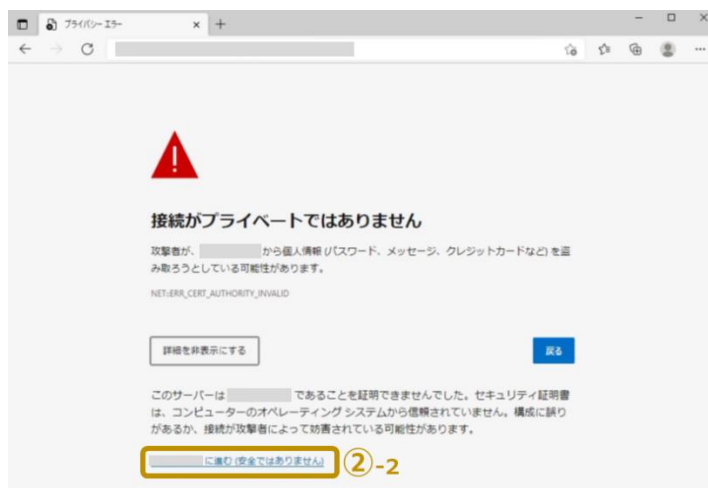 プライバシー エラー
接続がプライベートではありません
攻撃者が、 から個人情報 (パスワード、メッセージ、クレジットカードなど) を盗
み取ろうとしている可能性があります。
NET::ERR_CERT_AUTHORITY_INVALID
詳細を非表示にする
戻る
このサーバーは であることを証明できませんでした。セキュリティ証明書
は、コンピューターのオペレーティング システムから信頼されていません。構成に誤り
があるか、接続が攻撃者によって妨害されている可能性があります。
に進む (安全ではありません)
②-2